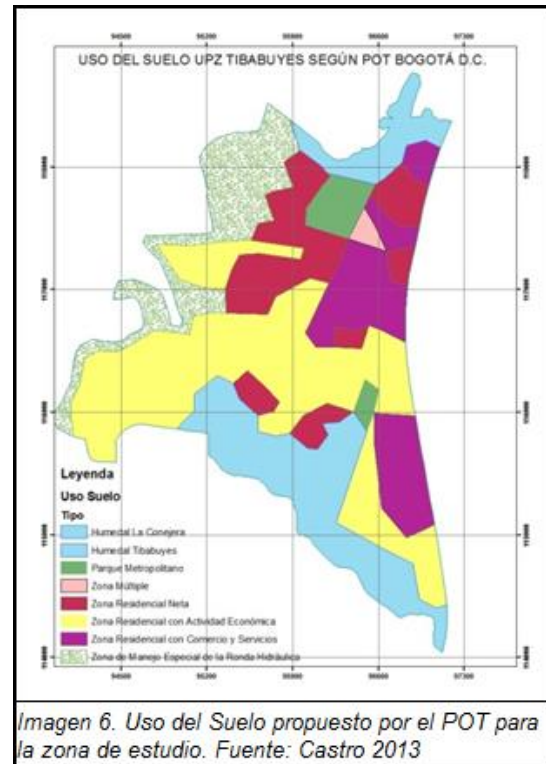 USO DEL SUELO UPZ TIBABUYES SEGÚN POT BOGOTÁ D.C.
Leyenda
Uso Suelo
Tipo
Humedal La Conejera
Humedal Tibabuyes
Parque Metropolitano
Zona Múltiple
Zona Residencial Neta
Zona Residencial con Actividad Económica
Zona Residencial con Comercio y Servicios
Zona de Manejo Especial de la Ronda Hidráulica
Imagen 6. Uso del Suelo propuesto por el POT para
la zona de estudio. Fuente: Castro 2013